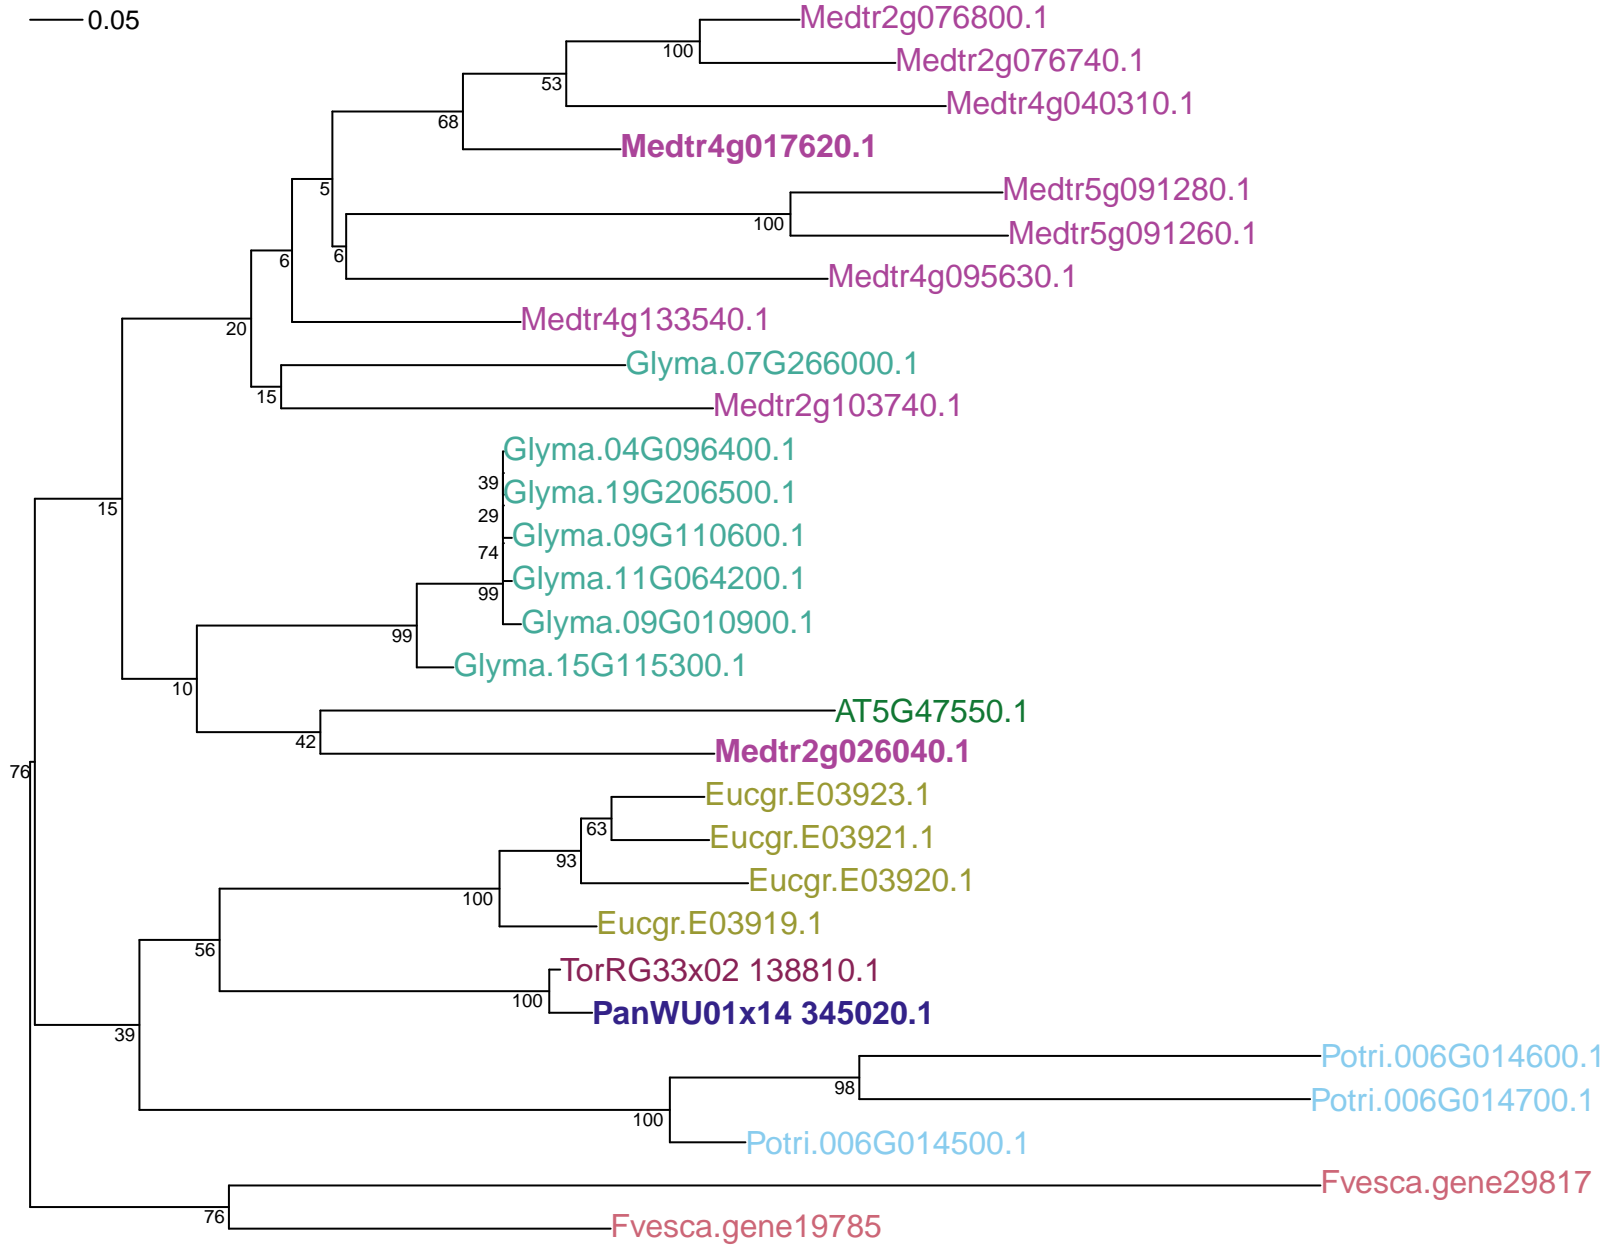 0.05
Medtr2g076800.1
100
Medtr2g076740.1
53
Medtr4g040310.1
68
Medtr4g017620.1
5
Medtr5g091280.1
100
Medtr5g091260.1
6
6
Medtr4g095630.1
20
Medtr4g133540.1
Glyma.07G266000.1
15
Medtr2g103740.1
Glyma.04G096400.1
39
Glyma.19G206500.1
15
29
Glyma.09G110600.1
74
Glyma.11G064200.1
99
Glyma.09G010900.1
99
Glyma.15G115300.1
10
AT5G47550.1
42
Medtr2g026040.1
76
Eucgr.E03923.1
63
Eucgr.E03921.1
93
Eucgr.E03920.1
100
Eucgr.E03919.1
56
TorRG33x02 138810.1
100
PanWU01x14 345020.1
39
Potri.006G014600.1
98
Potri.006G014700.1
100
Potri.006G014500.1
Fvesca.gene29817
76
Fvesca.gene19785